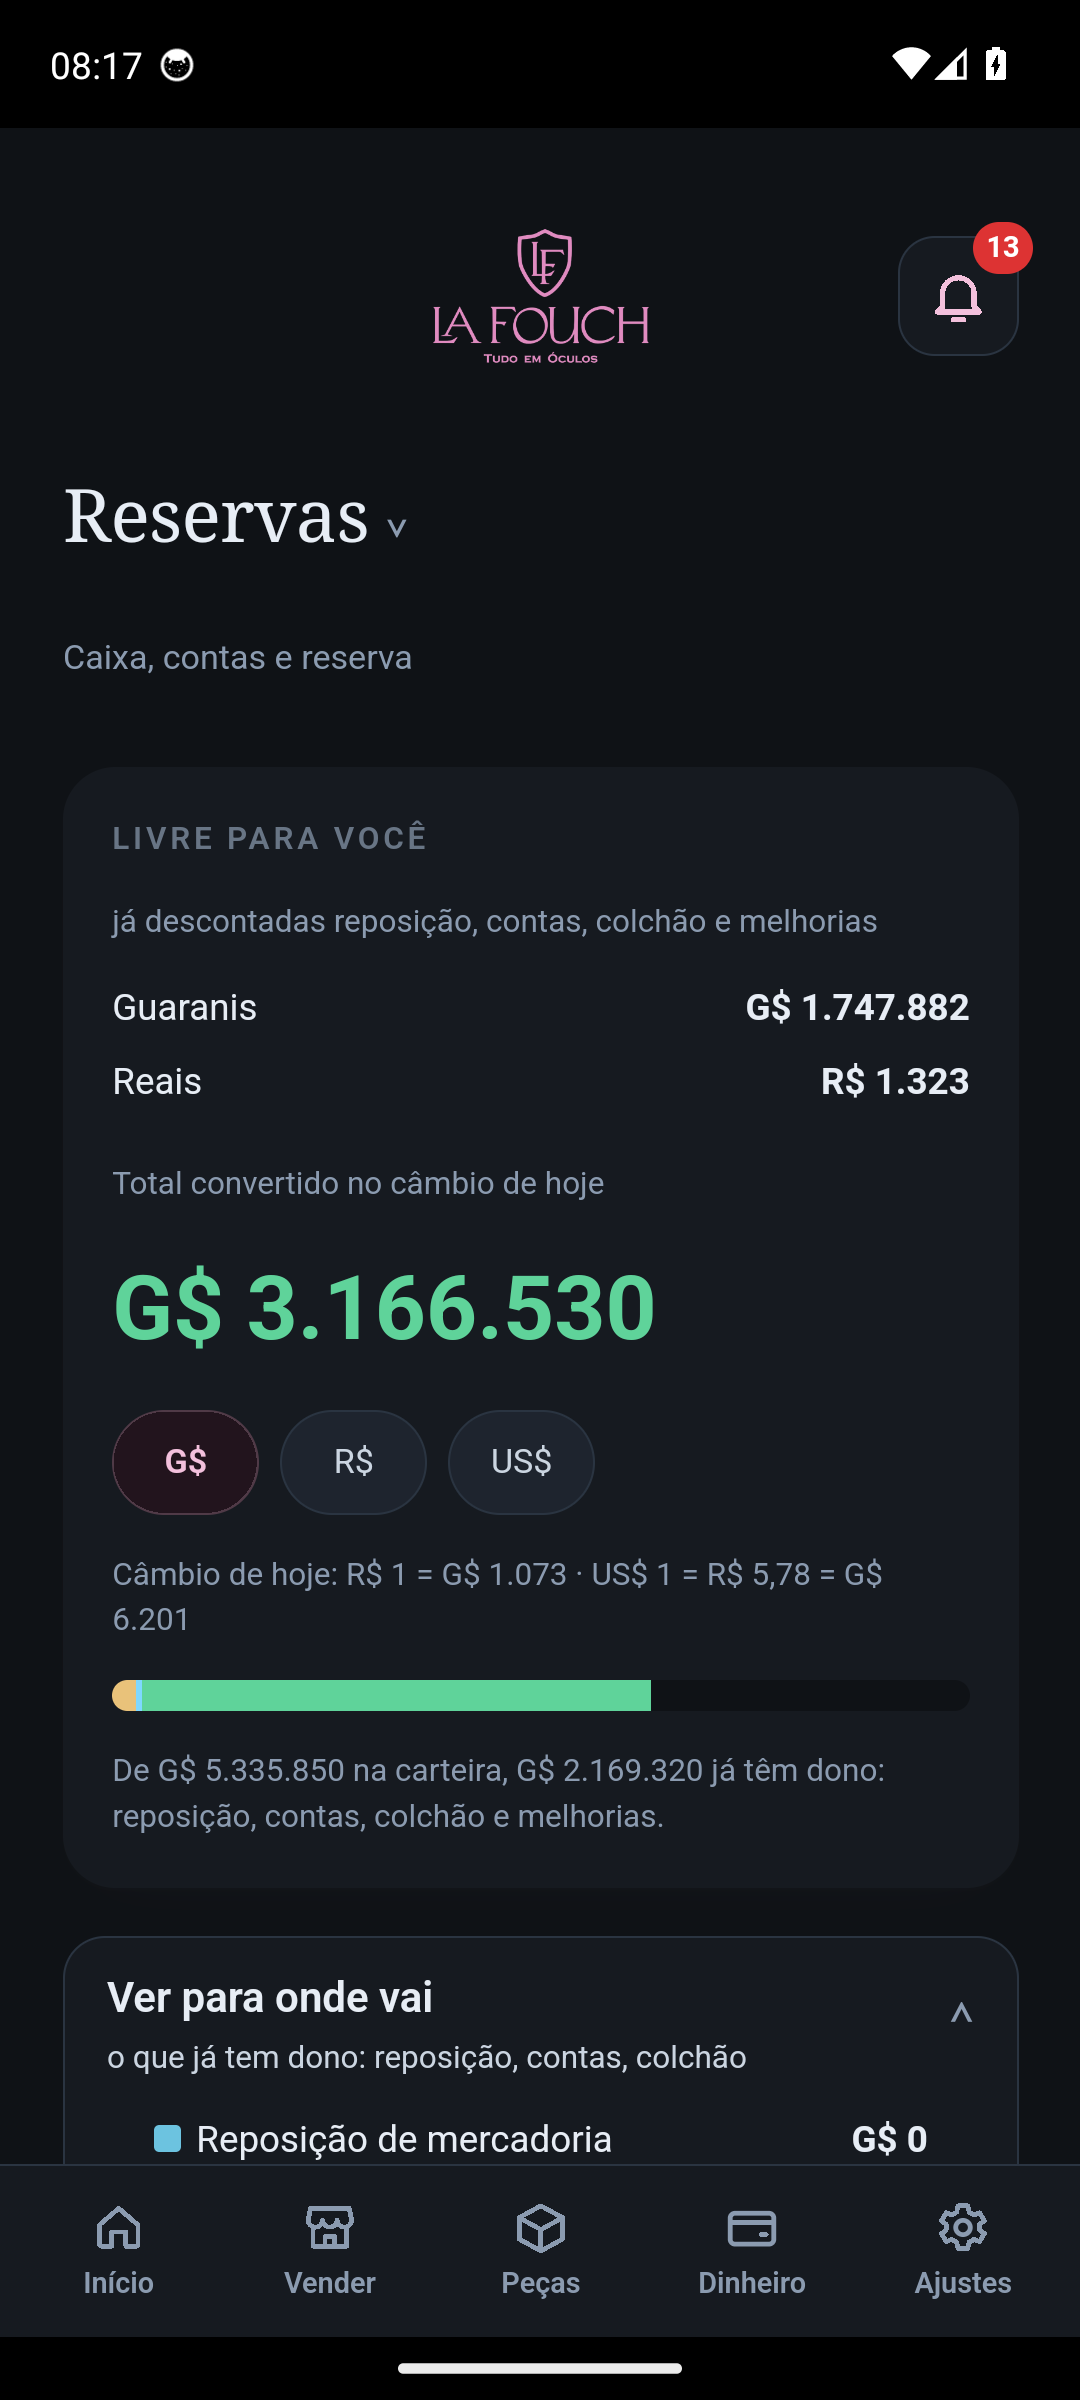 08:17
13
LF
LA FOUCH
TUDO EM ÓCULOS
Reservas
Caixa, contas e reserva
LIVRE PARA VOCÊ
já descontadas reposição, contas, colchão e melhorias
Guaranis G$ 1.747.882
Reais R$ 1.323
Total convertido no câmbio de hoje
G$ 3.166.530
G$ R$ US$
Câmbio de hoje: R$ 1 = G$ 1.073 · US$ 1 = R$ 5,78 = G$
6.201
De G$ 5.335.850 na carteira, G$ 2.169.320 já têm dono:
reposição, contas, colchão e melhorias.
Ver para onde vai
o que já tem dono: reposição, contas, colchão
Reposição de mercadoria G$ 0
Início Vender Peças Dinheiro Ajustes